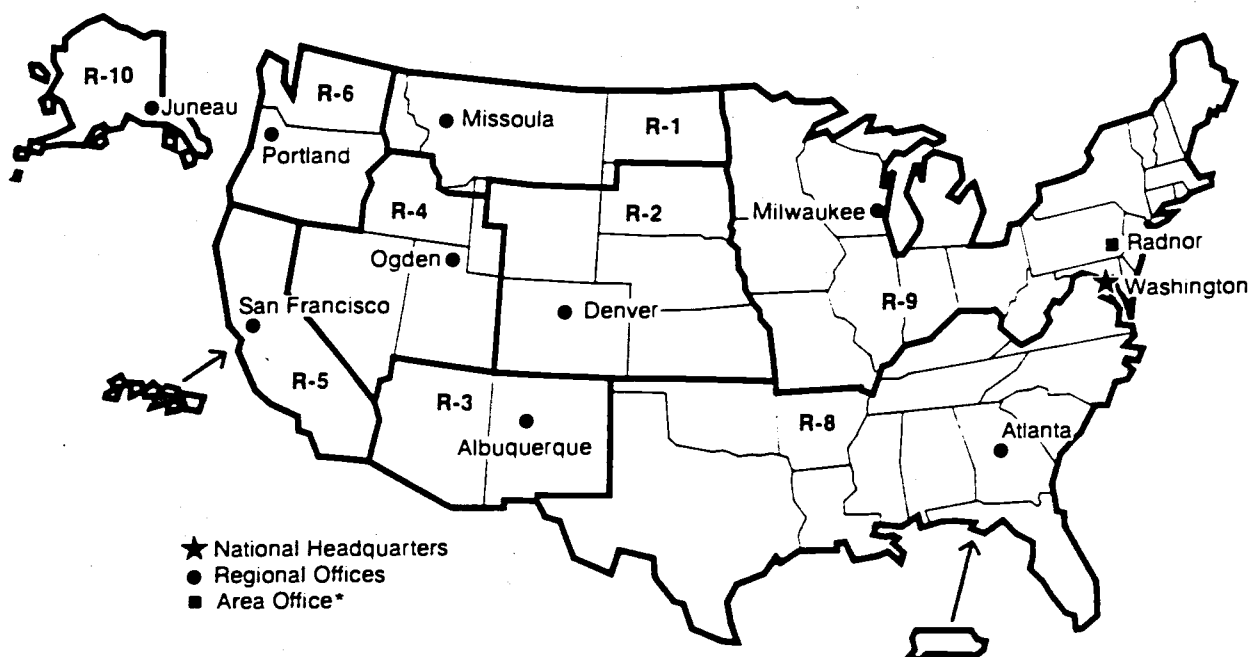 R-10
Juneau
R-6
Portland
Missoula
R-1
R-4
R-2
Milwaukee
Radnor
Ogden
Washington
San Francisco
Denver
R-9
R-5
R-3
R-8
Albuquerque
Atlanta
National Headquarters
Regional Offices
Area Office*